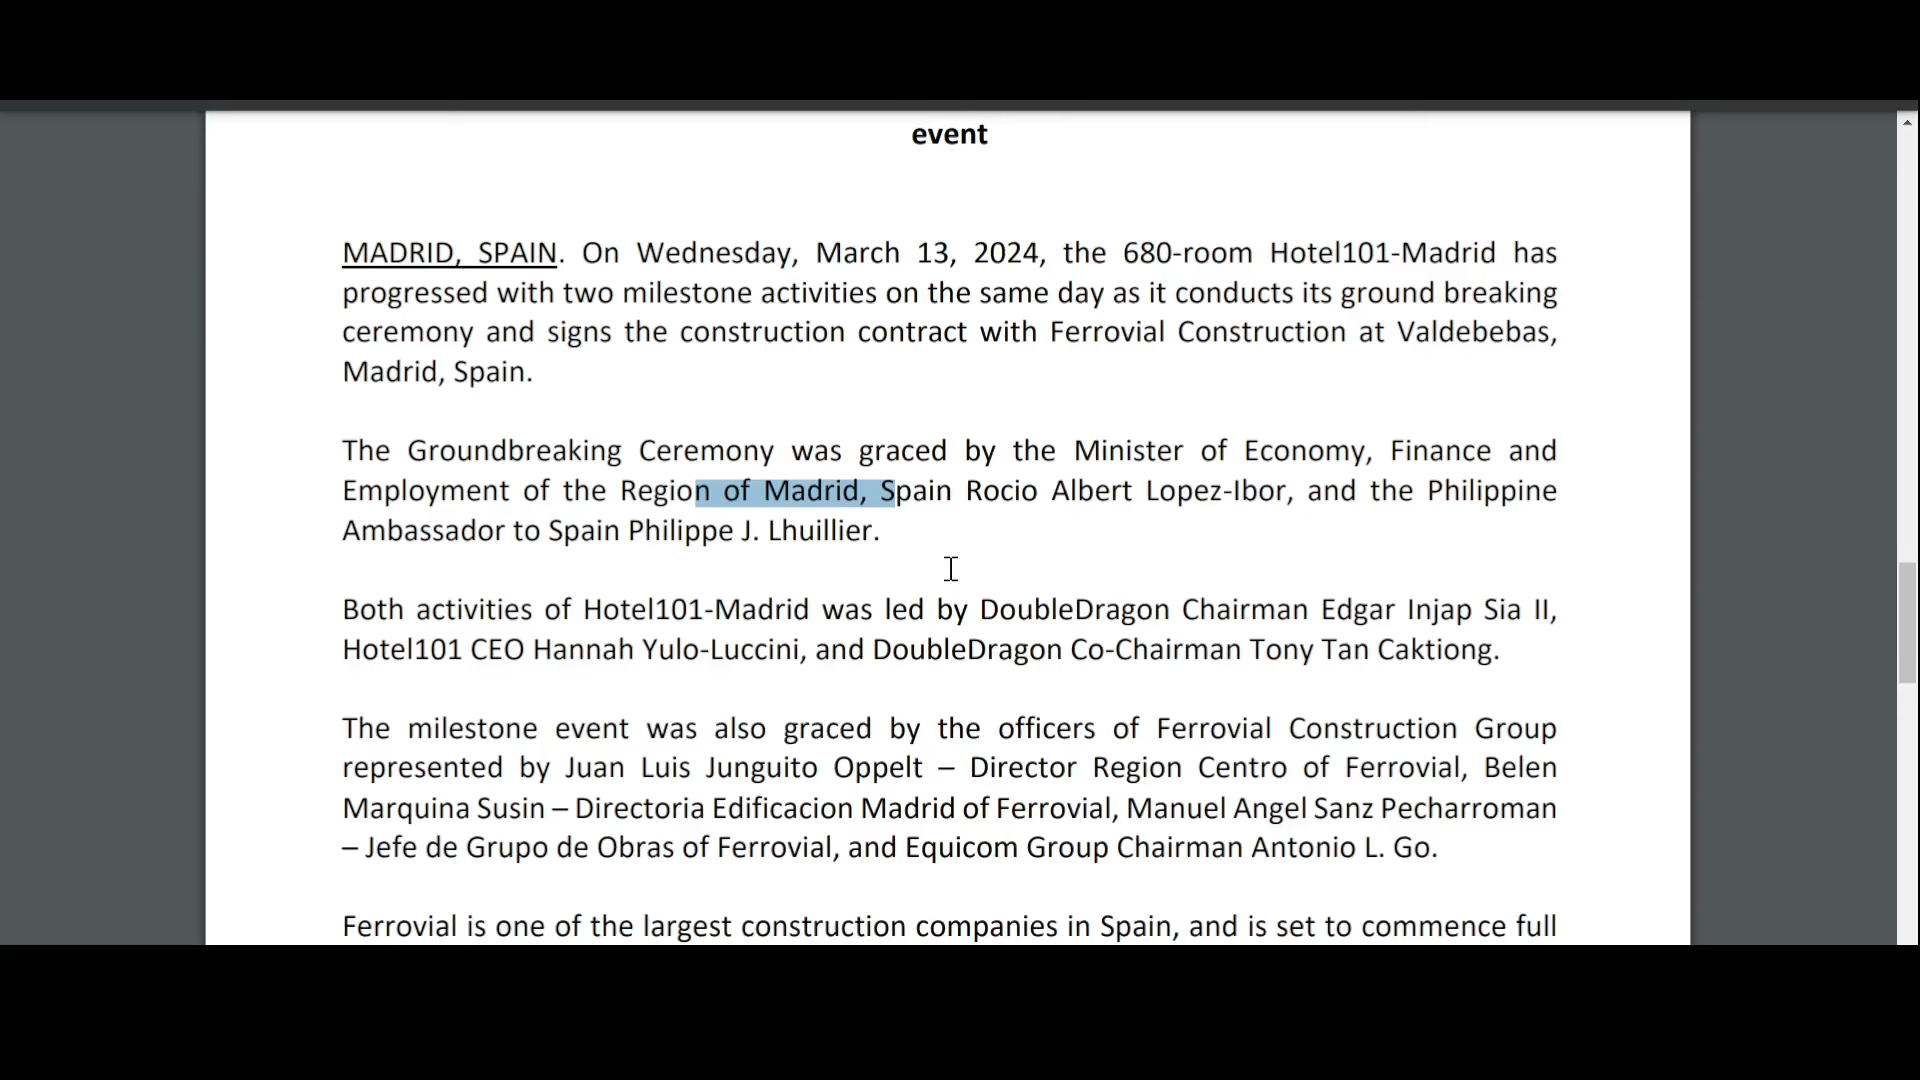 event
MADRID, SPAIN. On Wednesday, March 13, 2024, the 680-room Hotel101-Madrid has
progressed with two milestone activities on the same day as it conducts its ground breaking
ceremony and signs the construction contract with Ferrovial Construction at Valdebebas,
Madrid, Spain.
The Groundbreaking Ceremony was graced by the Minister of Economy, Finance and
Employment of the Region of Madrid, Spain Rocio Albert Lopez-Ibor, and the Philippine
Ambassador to Spain Philippe J. Lhuillier.
Both activities of Hotel101-Madrid was led by DoubleDragon Chairman Edgar Injap Sia II,
Hotel101 CEO Hannah Yulo-Luccini, and DoubleDragon Co-Chairman Tony Tan Caktiong.
The milestone event was also graced by the officers of Ferrovial Construction Group
represented by Juan Luis Junguito Oppelt – Director Region Centro of Ferrovial, Belen
Marquina Susin – Directoria Edificacion Madrid of Ferrovial, Manuel Angel Sanz Pecharroman
– Jefe de Grupo de Obras of Ferrovial, and Equicom Group Chairman Antonio L. Go.
Ferrovial is one of the largest construction companies in Spain, and is set to commence full